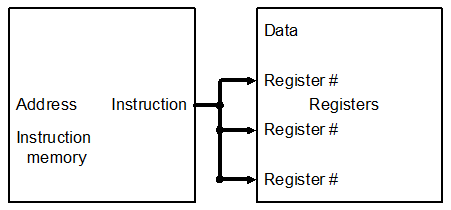 Address
Instruction
Instruction
memory
Data
Register #
Registers
Register #
Register #